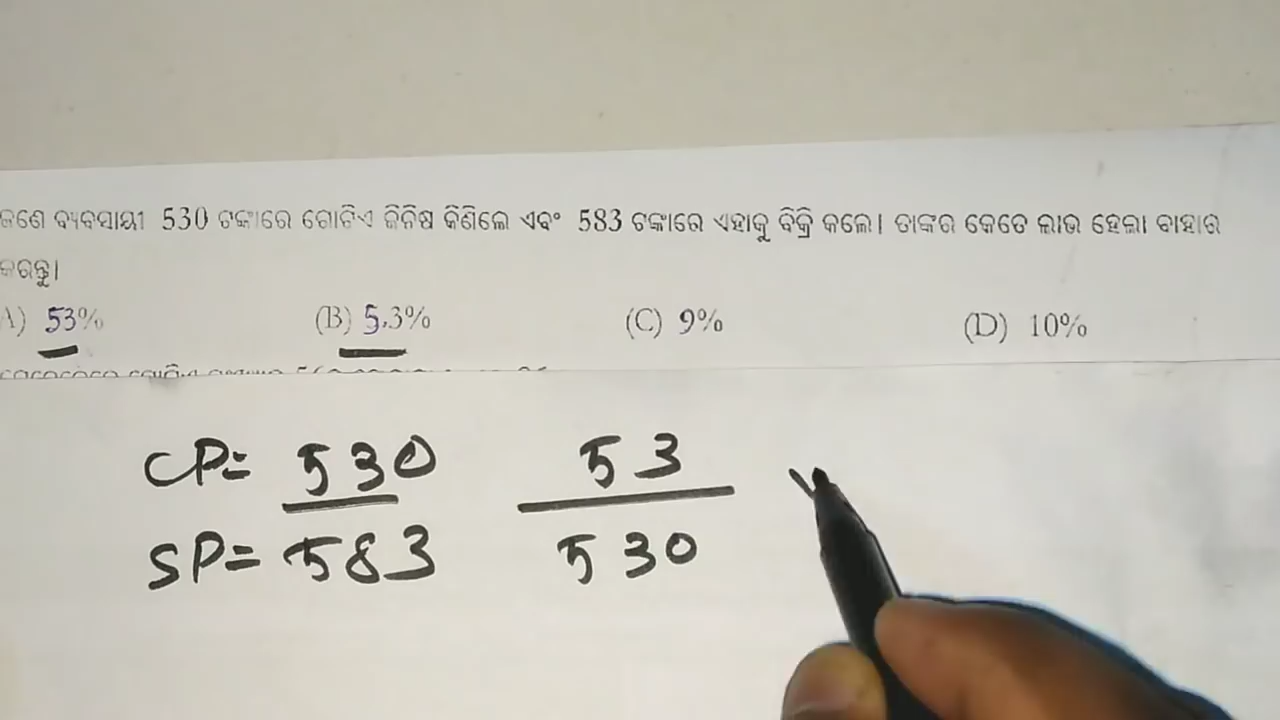 ଜଣେ ବ୍ୟବସାୟୀ 530 ଟଙ୍କାରେ ଗୋଟିଏ ଜିନିଷ କିଣିଲେ ଏବଂ 583 ଟଙ୍କାରେ ଏହାକୁ ବିକ୍ରି କଲେ। ତାଙ୍କର କେତେ ଲାଭ ହେଲା ବାହାର
କରନ୍ତୁ।
A) 53% (B) 5.3% (C) 9% (D) 10%
CP= 530 53
SP= 583 530